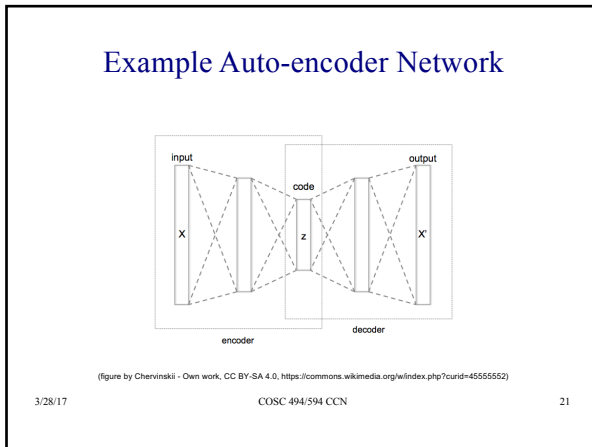 Example Auto-encoder Network
input
output
code
X
z
X'
encoder
decoder
(figure by Chervinskii - Own work, CC BY-SA 4.0, https://commons.wikimedia.org/w/index.php?curid=45555552)
3/28/17 COSC 494/594 CCN 21